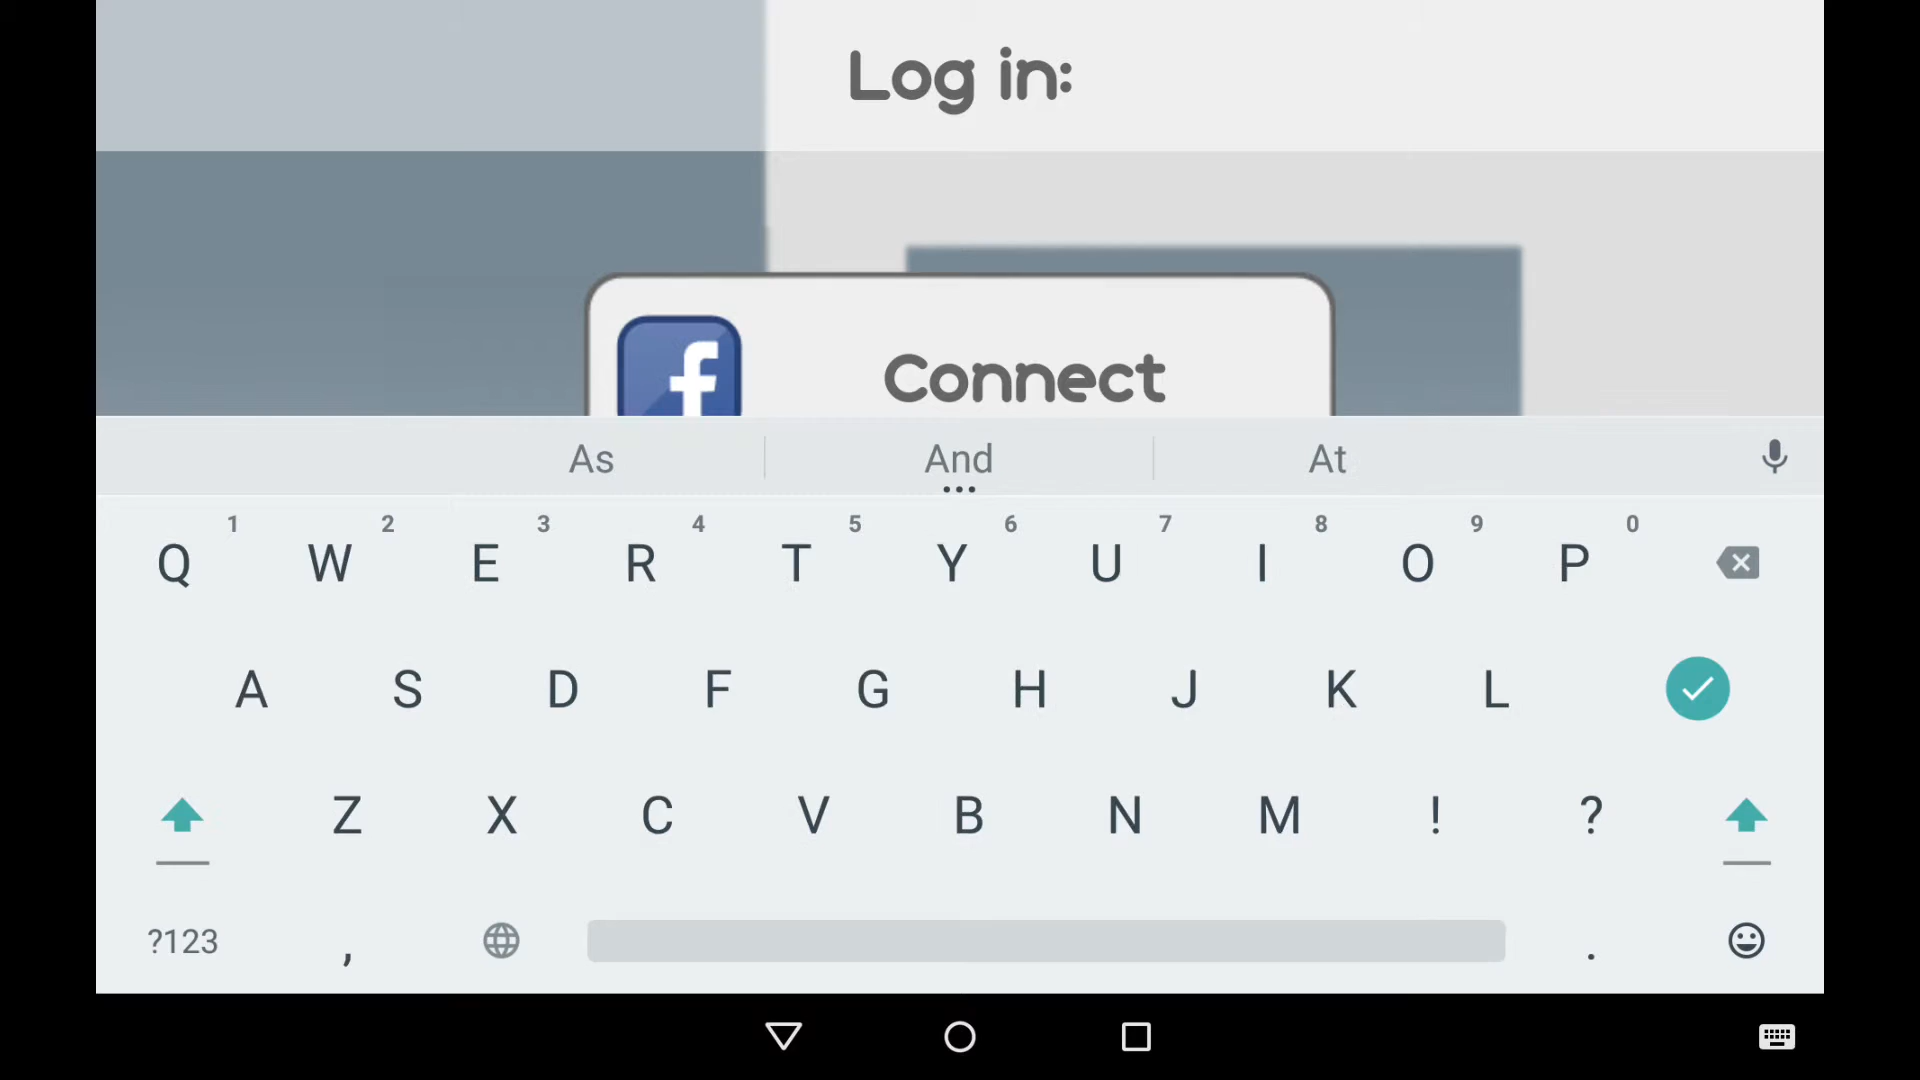 Log in:
f Connect
As And At
1 2 3 4 5 6 7 8 9 0
Q W E R T Y U I O P
A S D F G H J K L
Z X C V B N M ! ?
?123 , .